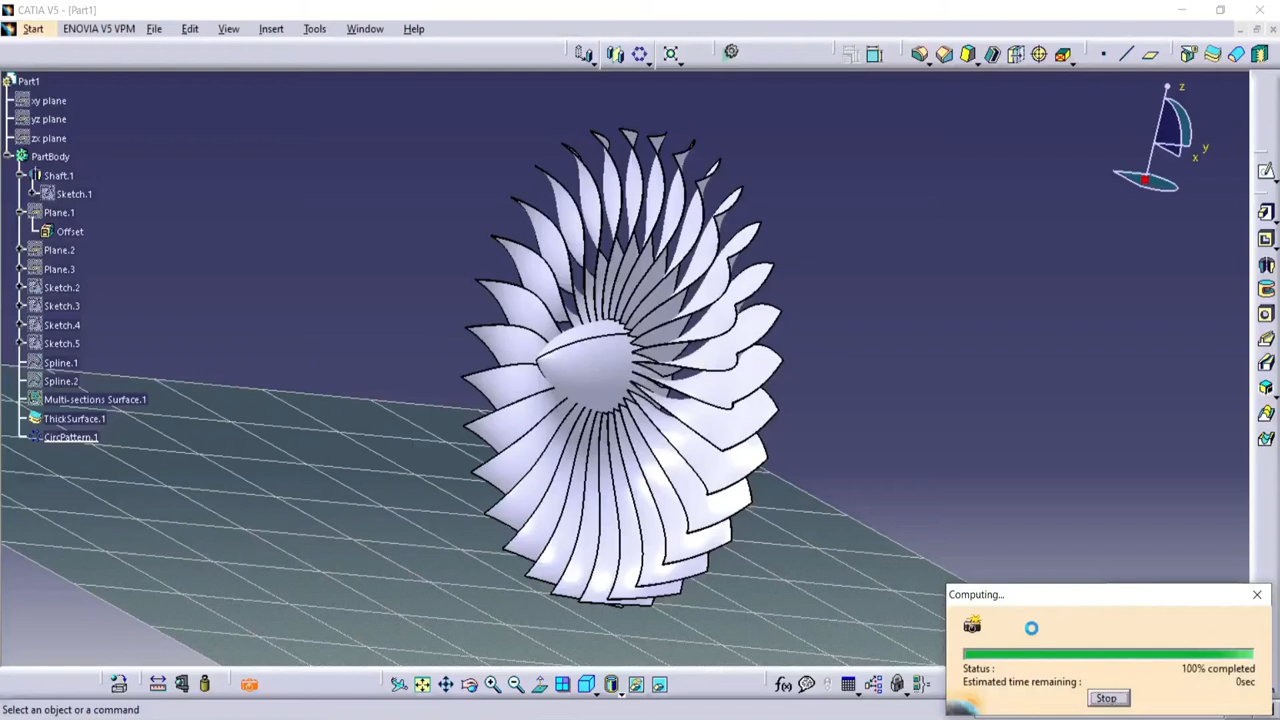 CATIA V5 - [Part1]
Start ENOVIA V5 VPM File Edit View Insert Tools Window Help
Part1
xy plane
yz plane
zx plane
PartBody
Shaft.1
Sketch.1
Plane.1
Offset
Plane.2
Plane.3
Sketch.2
Sketch.3
Sketch.4
Sketch.5
Spline.1
Spline.2
Multi-sections Surface.1
ThickSurface.1
CircPattern.1
z
y
x
Computing...
Status : 100% completed
Estimated time remaining : 0sec
Stop
f(x)
Select an object or a command